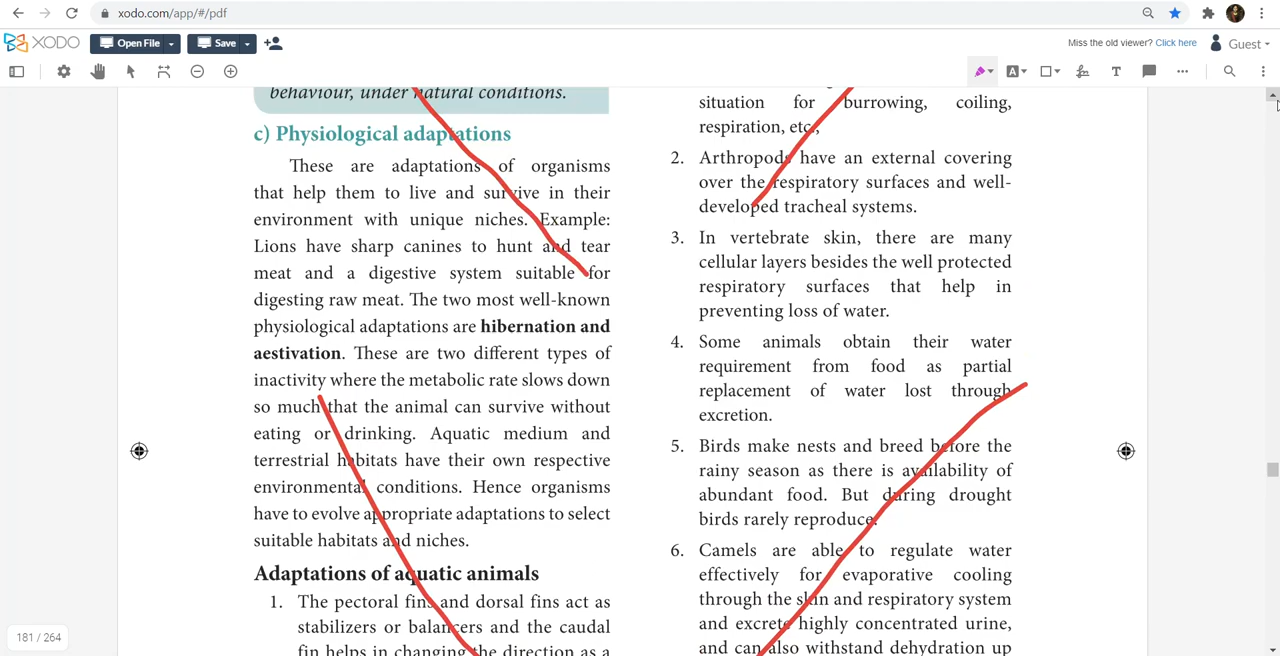 xodo.com/app/#/pdf
XODO
Open File
Save
Miss the old viewer? Click here
Guest
behaviour, under natural conditions.
c) Physiological adaptations
These are adaptations of organisms
that help them to live and survive in their
environment with unique niches. Example:
Lions have sharp canines to hunt and tear
meat and a digestive system suitable for
digesting raw meat. The two most well-known
physiological adaptations are hibernation and
aestivation. These are two different types of
inactivity where the metabolic rate slows down
so much that the animal can survive without
eating or drinking. Aquatic medium and
terrestrial habitats have their own respective
environmental conditions. Hence organisms
have to evolve appropriate adaptations to select
suitable habitats and niches.
Adaptations of aquatic animals
1. The pectoral fins and dorsal fins act as
stabilizers or balancers and the caudal
fin helps in changing the direction as a
situation for burrowing, coiling,
respiration, etc.,
2. Arthropods have an external covering
over the respiratory surfaces and well-
developed tracheal systems.
3. In vertebrate skin, there are many
cellular layers besides the well protected
respiratory surfaces that help in
preventing loss of water.
4. Some animals obtain their water
requirement from food as partial
replacement of water lost through
excretion.
5. Birds make nests and breed before the
rainy season as there is availability of
abundant food. But during drought
birds rarely reproduce.
6. Camels are able to regulate water
effectively for evaporative cooling
through the skin and respiratory system
and excrete highly concentrated urine,
and can also withstand dehydration up
181 / 264